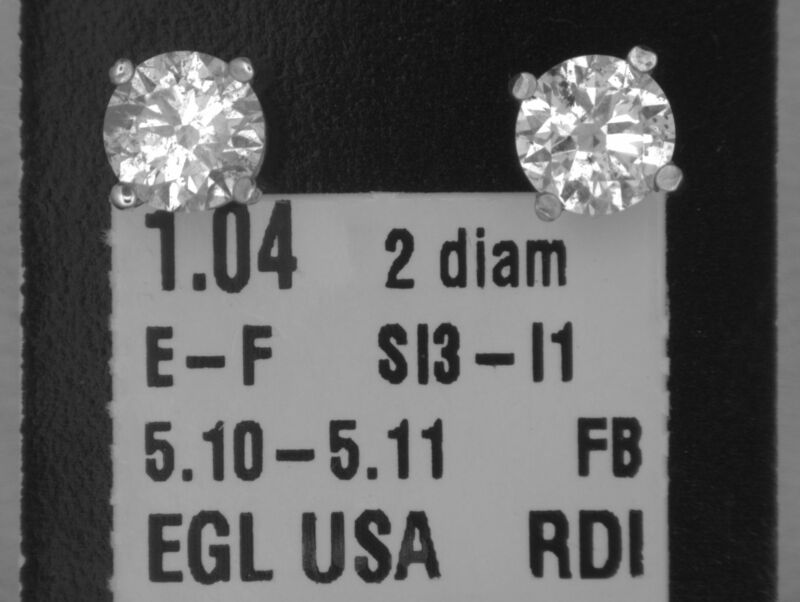 1.04 2 diam
E-F SI3-I1
5.10-5.11 FB
EGL USA RDI